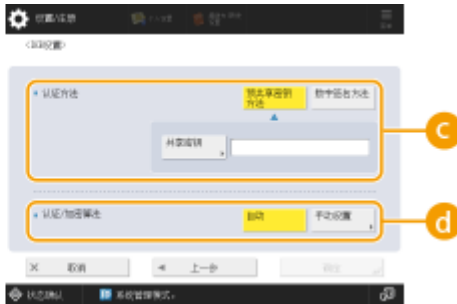 设置/注册
<IKE设置>
认证方法
预共享密钥
方法
数字签名方法
共享密钥
c
认证/加密算法
自动
手动设置
d
取消
上一步
确定
状态确认
系统管理模式。